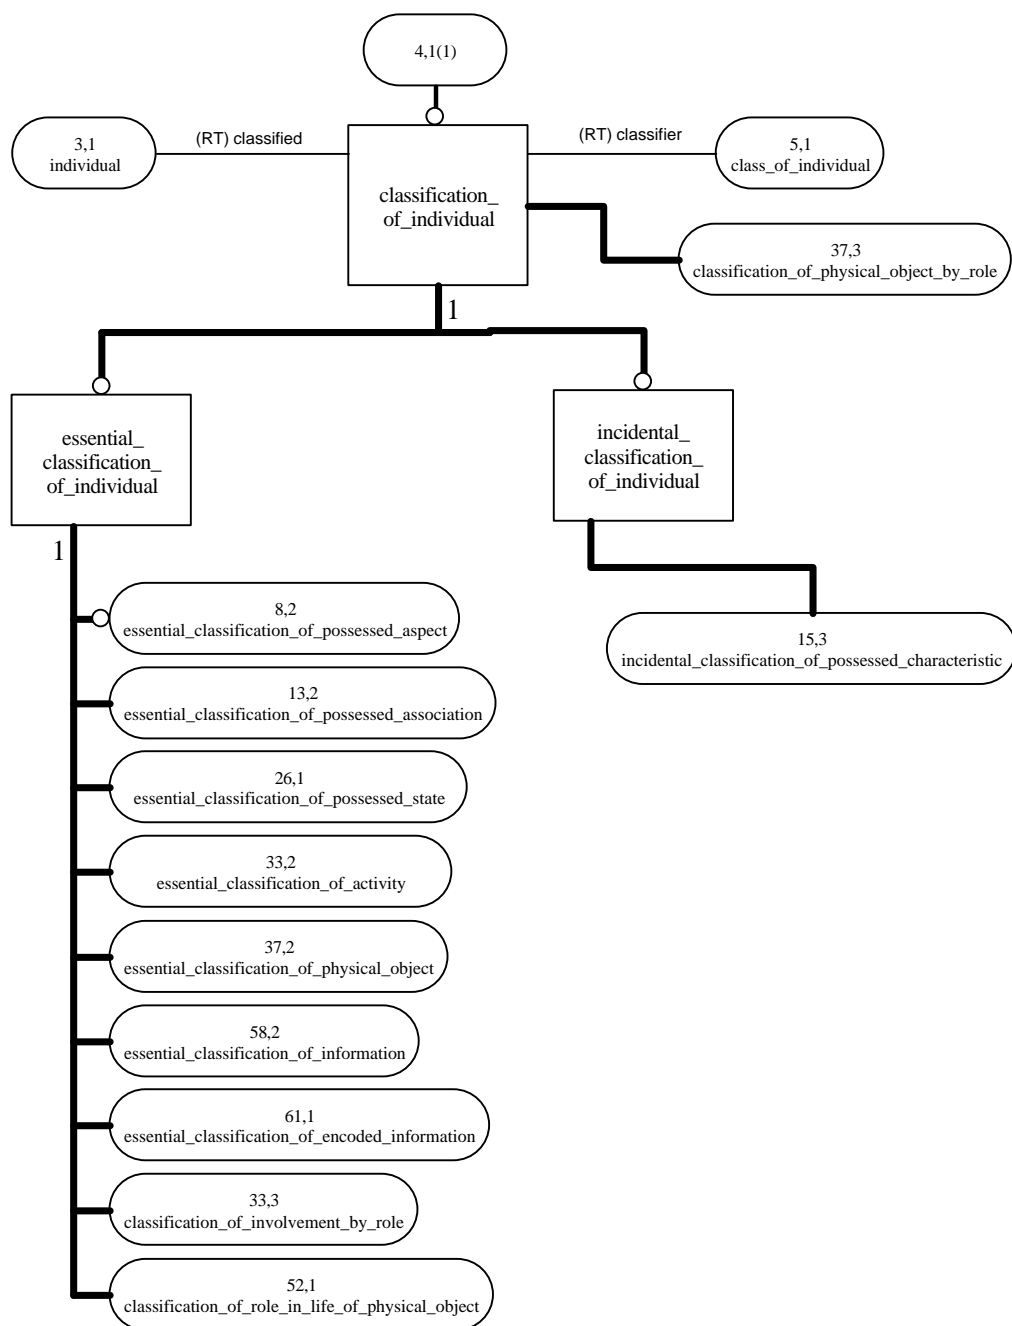 4,1(1)
(RT) classified
(RT) classifier
3,1
individual
5,1
class_of_individual
classification_
of_individual
37,3
classification_of_physical_object_by_role
1
essential_
classification_
of_individual
incidental_
classification_
of_individual
1
8,2
essential_classification_of_possessed_aspect
15,3
incidental_classification_of_possessed_characteristic
13,2
essential_classification_of_possessed_association
26,1
essential_classification_of_possessed_state
33,2
essential_classification_of_activity
37,2
essential_classification_of_physical_object
58,2
essential_classification_of_information
61,1
essential_classification_of_encoded_information
33,3
classification_of_involvement_by_role
52,1
classification_of_role_in_life_of_physical_object